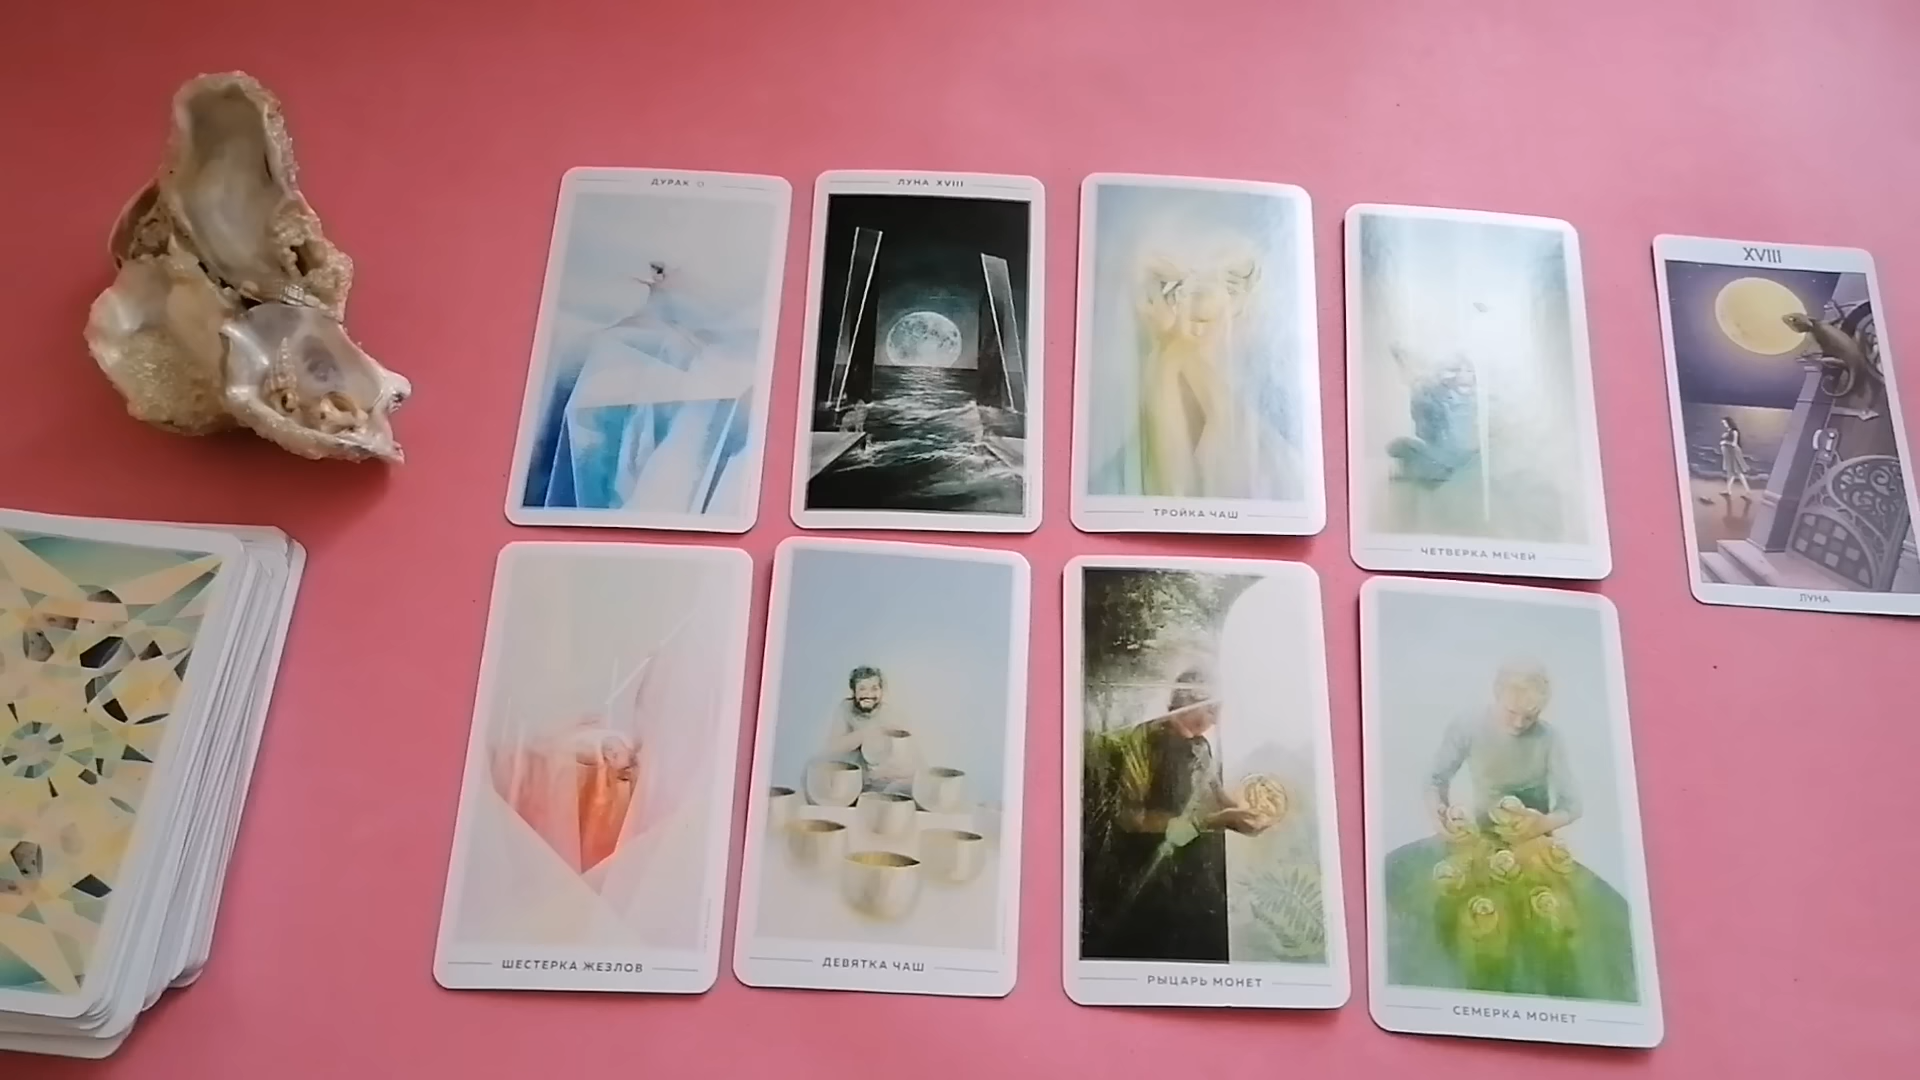 ДУРАК 0
ЛУНА XVIII
ТРОЙКА ЧАШ
ЧЕТВЕРКА МЕЧЕЙ
XVIII
ЛУНА
ШЕСТЕРКА ЖЕЗЛОВ
ДЕВЯТКА ЧАШ
РЫЦАРЬ МОНЕТ
СЕМЕРКА МОНЕТ